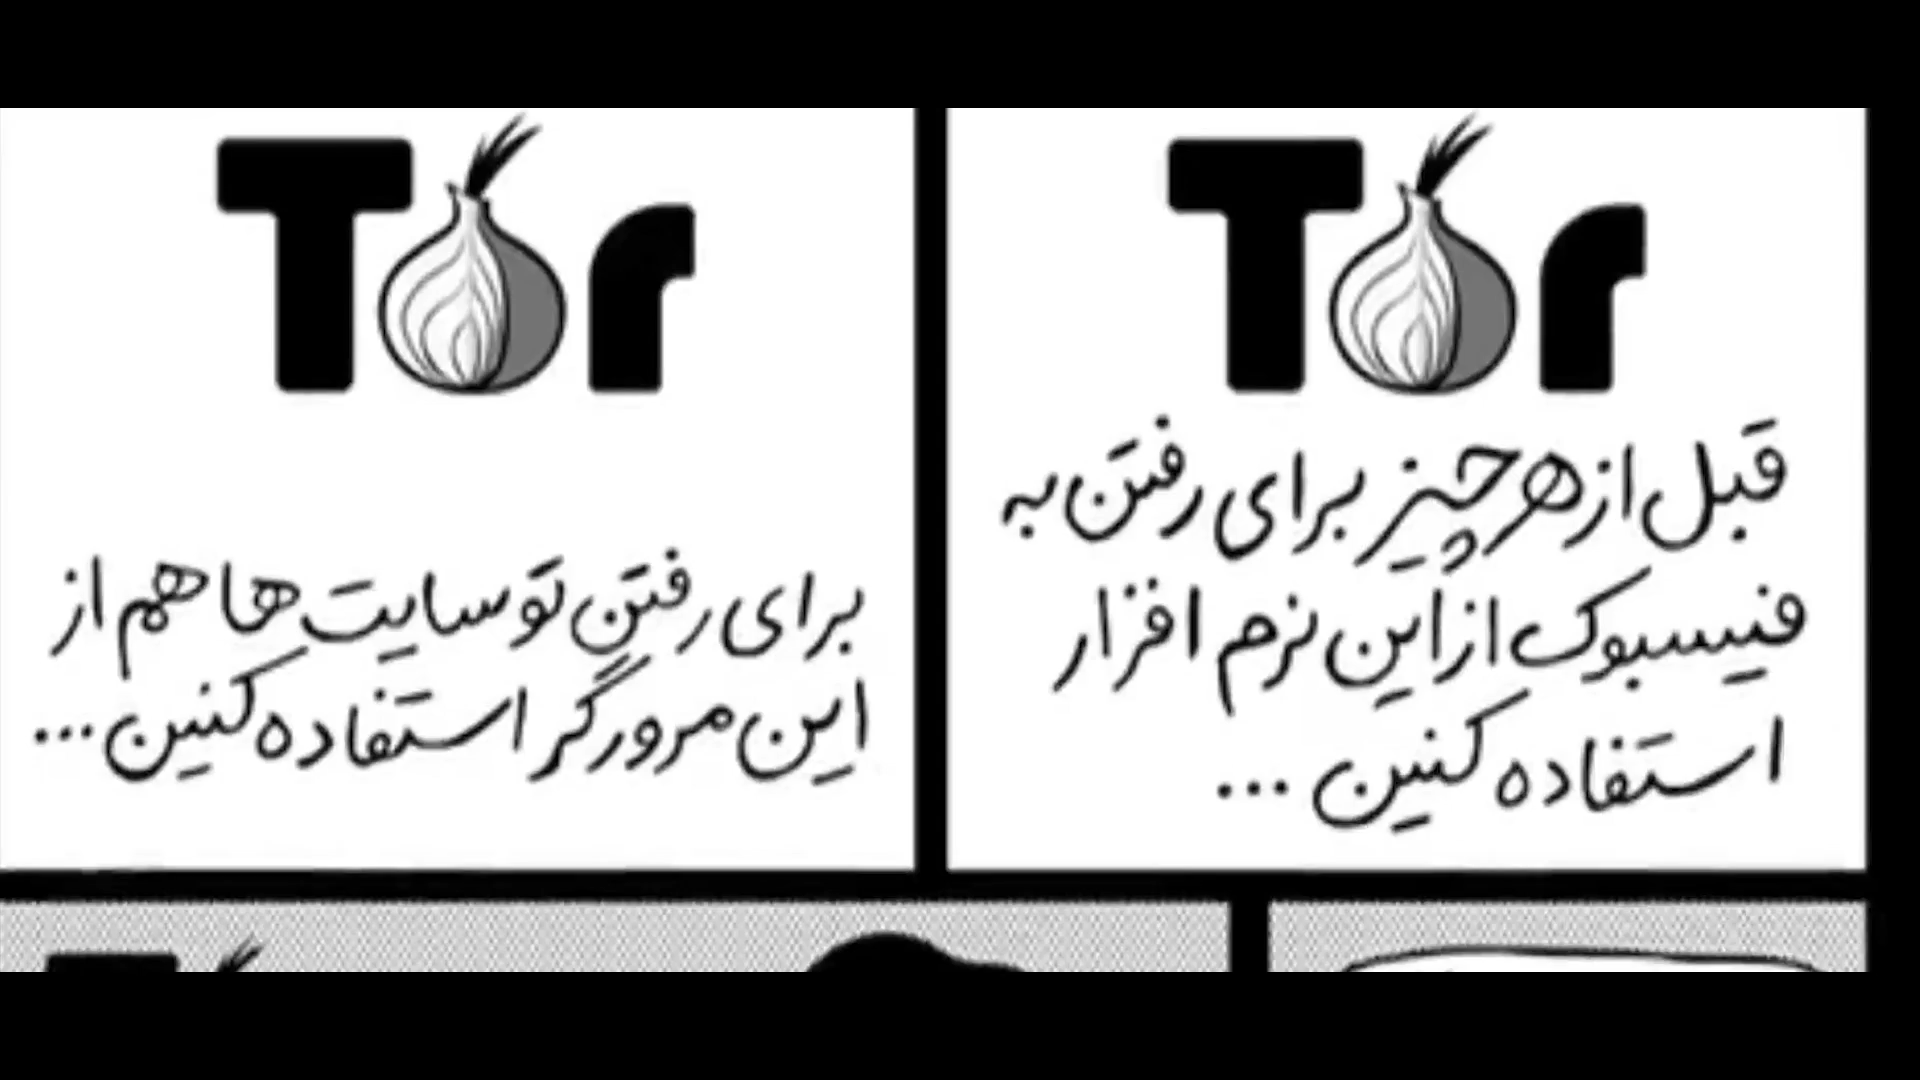 Tor
قبل از هر چیز برای رفتن به
فیسبوک از این نرم افزار
استفاده کنین ...
Tor
برای رفتن تو سایت ها هم از
این مرورگر استفاده کنین ...